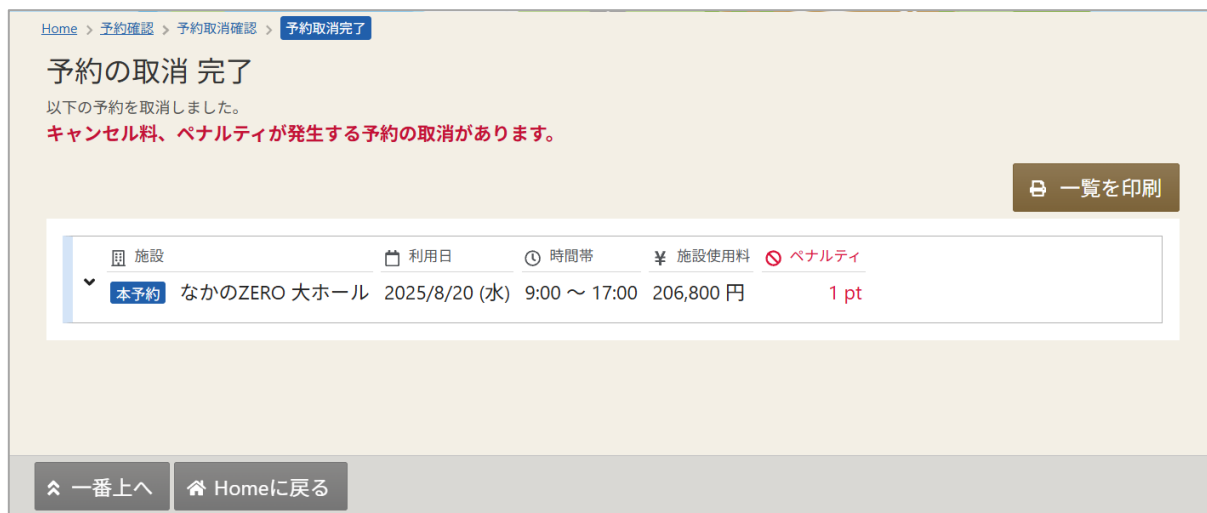 Home > 予約確認 > 予約取消確認 > 予約取消完了
予約の取消 完了
以下の予約を取消しました。
キャンセル料、ペナルティが発生する予約の取消があります。
一覧を印刷
施設 利用日 時間帯 ¥ 施設使用料 ペナルティ
本予約 なかのZERO 大ホール 2025/8/20 (水) 9:00 ～ 17:00 206,800 円 1 pt
一番上へ Homeに戻る